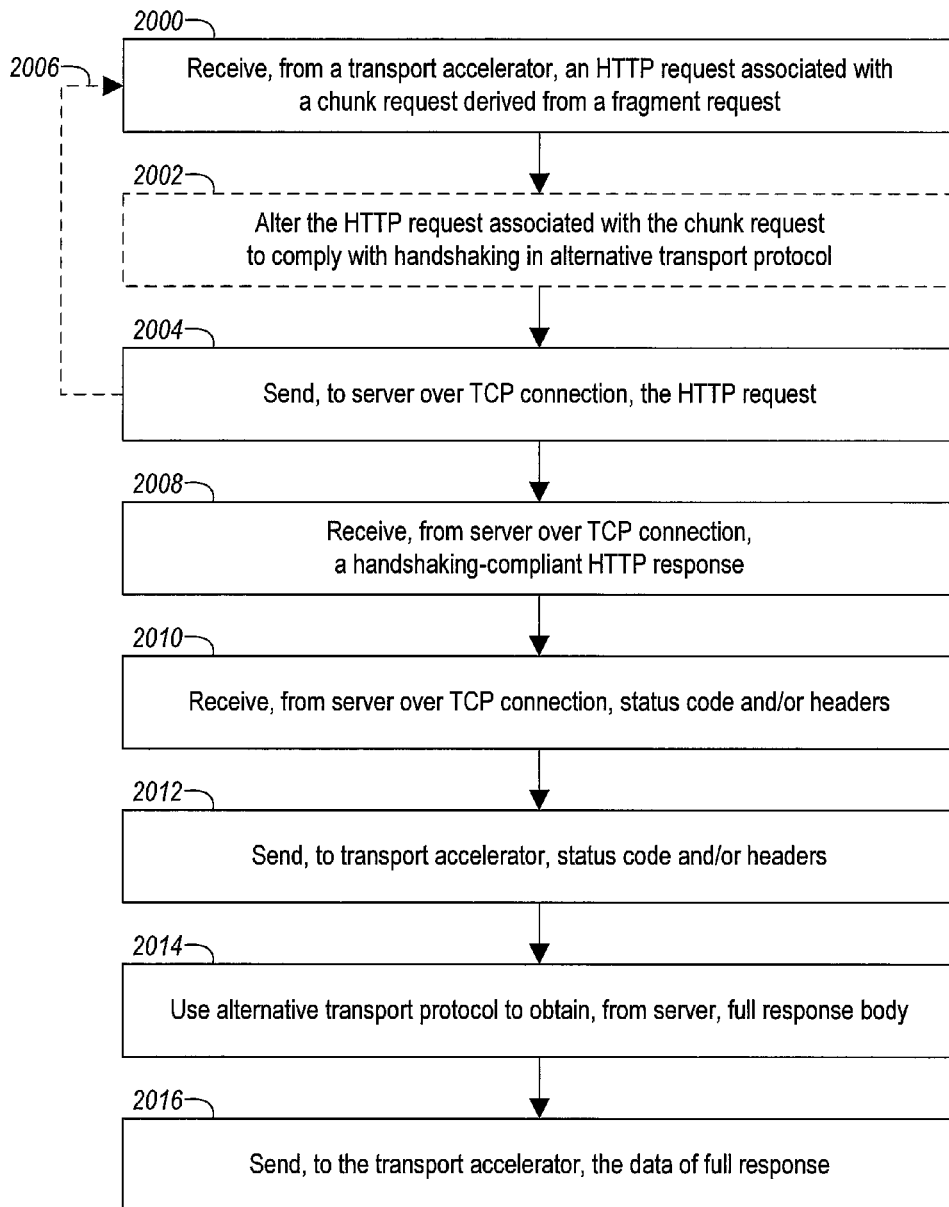 2000
2006
Receive, from a transport accelerator, an HTTP request associated with
a chunk request derived from a fragment request
2002
Alter the HTTP request associated with the chunk request
to comply with handshaking in alternative transport protocol
2004
Send, to server over TCP connection, the HTTP request
2008
Receive, from server over TCP connection,
a handshaking-compliant HTTP response
2010
Receive, from server over TCP connection, status code and/or headers
2012
Send, to transport accelerator, status code and/or headers
2014
Use alternative transport protocol to obtain, from server, full response body
2016
Send, to the transport accelerator, the data of full response